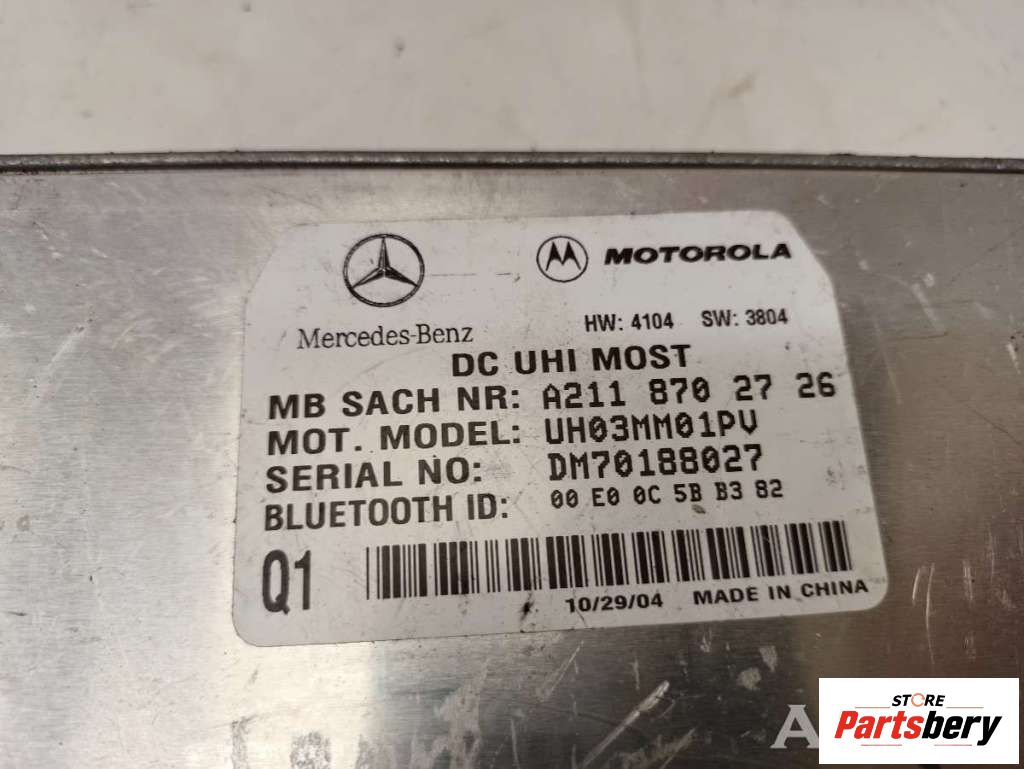 MOTOROLA
Mercedes-Benz
HW: 4104 SW: 3804
DC UHI MOST
MB SACH NR: A211 870 27 26
MOT. MODEL: UH03MM01PV
SERIAL NO: DM70188027
BLUETOOTH ID: 00 E0 0C 5B B3 82
Q1
10/29/04 MADE IN CHINA
A
STORE
Partsbery